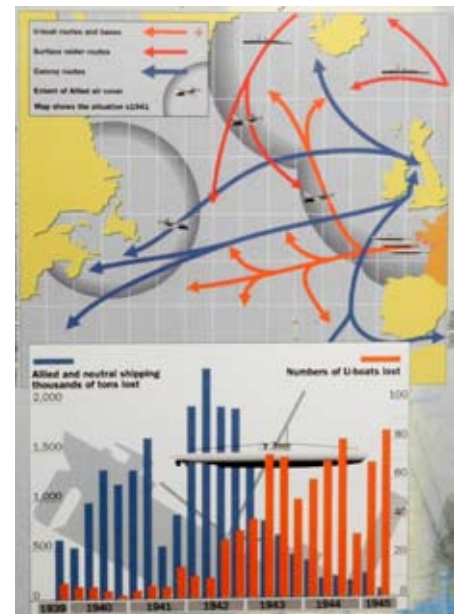 U-boat routes and bases
Surface raider routes
Convoy routes
Extent of Allied air cover
Map shows the situation c1941
Allied and neutral shipping
thousands of tons lost
Numbers of U-boats lost
2,000
1,500
1,000
500
0
100
80
60
40
20
0
1939 1940 1941 1942 1943 1944 1945